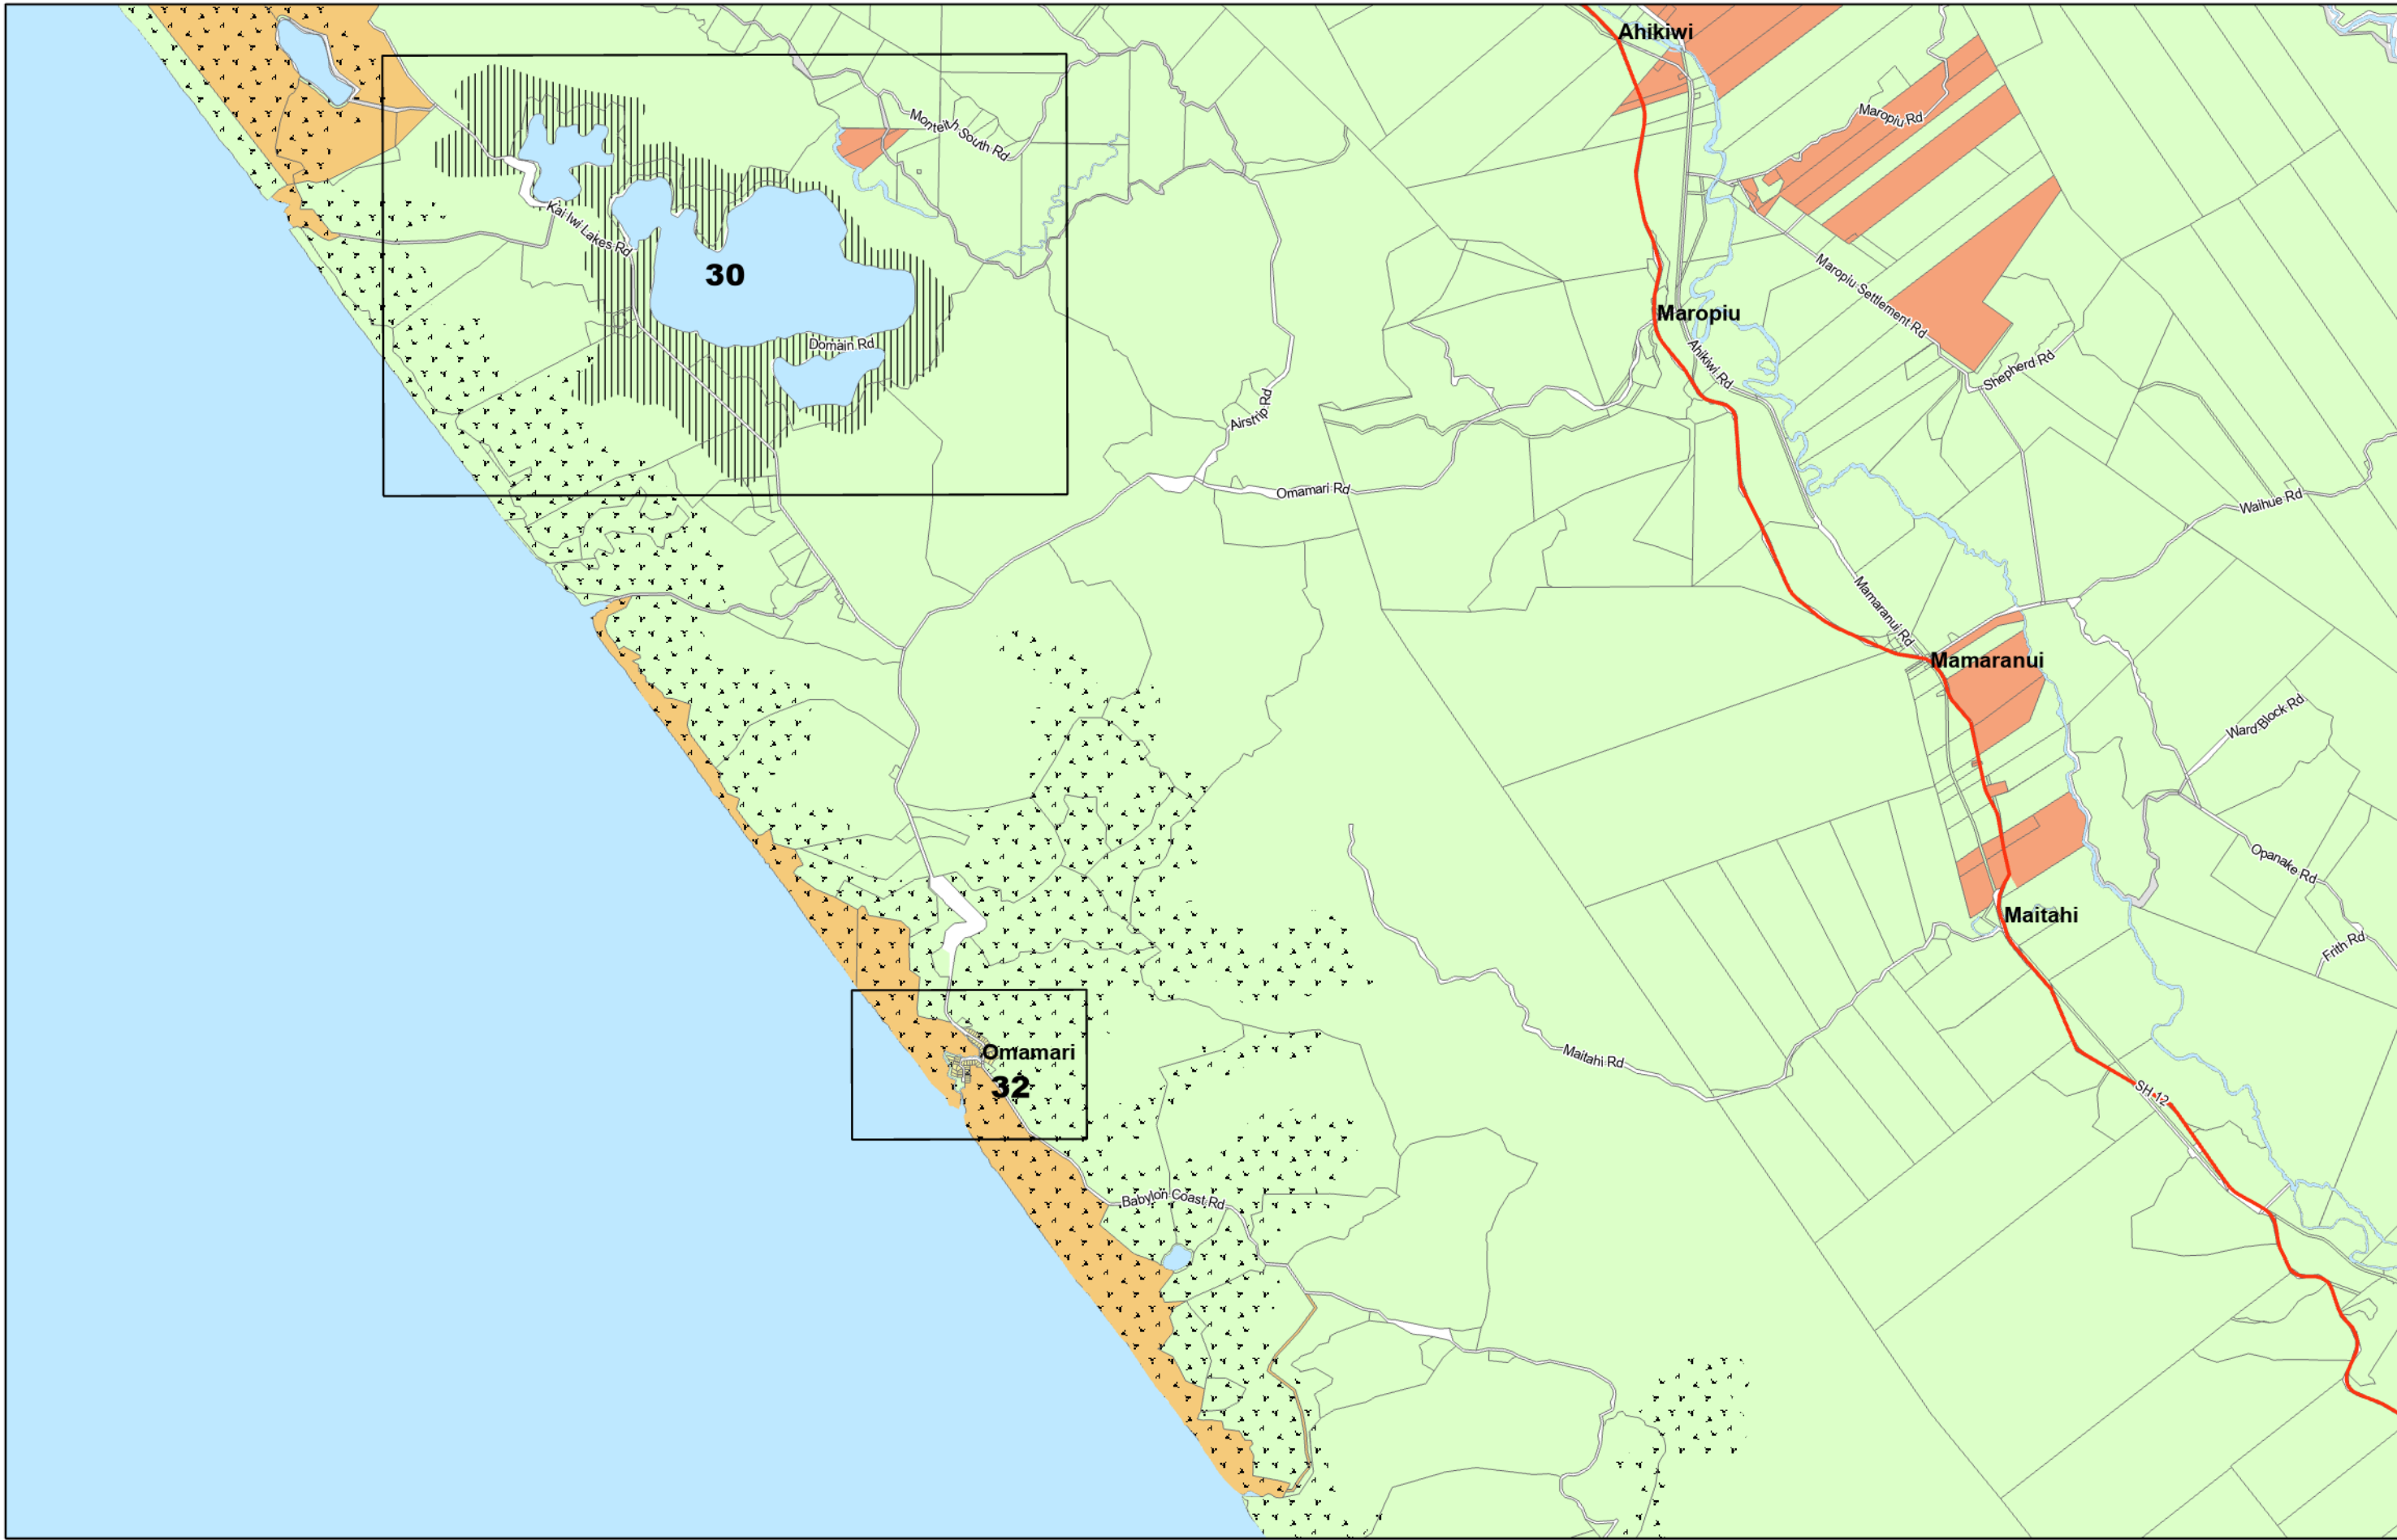 Ahikiwi
Maropiu Rd
Monteith South Rd
Kai Iwi Lakes Rd
30
Maropiu Settlement Rd
Maropiu
Domain Rd
Ahikiwi Rd
Shepherd Rd
Airstrip Rd
Omamari Rd
Waihue Rd
Mamaranui Rd
Mamaranui
Ward Block Rd
Opanake Rd
Maitahi
Frith Rd
Omamari
Maitahi Rd
32
SH 12
Babylon Coast Rd